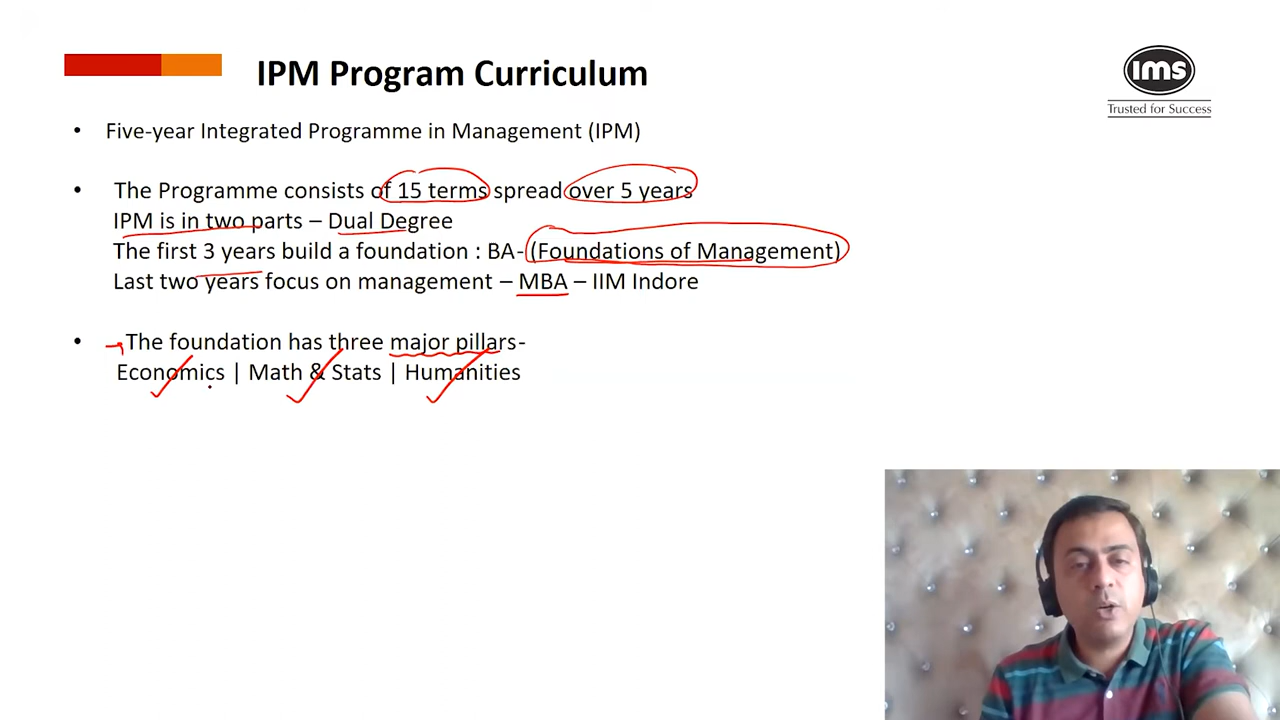 IPM Program Curriculum
ims
Trusted for Success
• Five-year Integrated Programme in Management (IPM)
• The Programme consists of 15 terms spread over 5 years
IPM is in two parts – Dual Degree
The first 3 years build a foundation : BA- (Foundations of Management)
Last two years focus on management – MBA – IIM Indore
• The foundation has three major pillars-
Economics | Math & Stats | Humanities